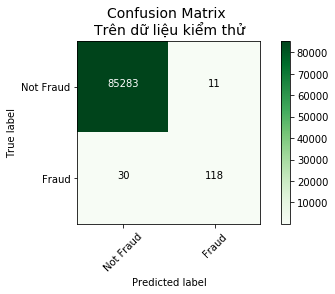 Confusion Matrix
Trên dữ liệu kiểm thử
True label
Not Fraud
85283
11
Fraud
30
118
Not Fraud
Fraud
Predicted label
80000
70000
60000
50000
40000
30000
20000
10000